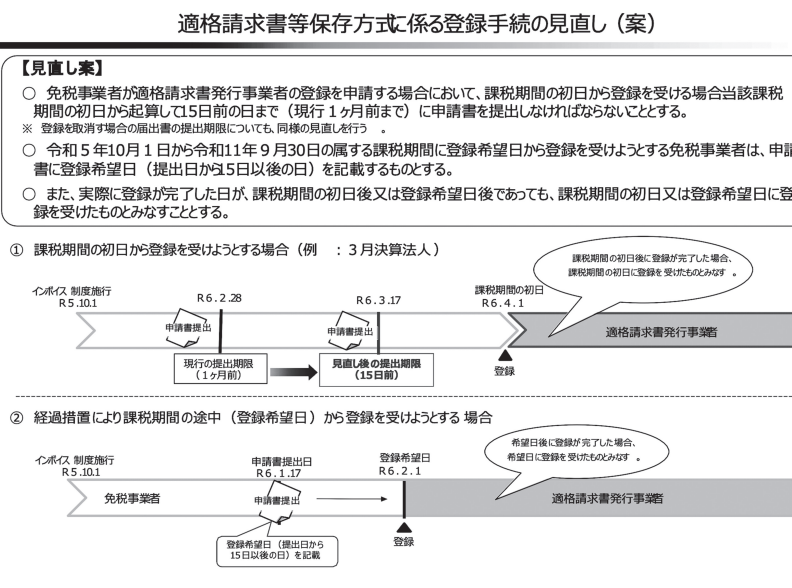 適格請求書等保存方式に係る登録手続の見直し（案）
【見直し案】
○ 免税事業者が適格請求書発行事業者の登録を申請する場合において、課税期間の初日から登録を受ける場合当該課税
期間の初日から起算して15日前の日まで（現行１ヶ月前まで）に申請書を提出しなければならないこととする。
※ 登録を取消す場合の届出書の提出期限についても、同様の見直しを行う 。
○ 令和５年10月１日から令和11年９月30日の属する課税期間に登録希望日から登録を受けようとする免税事業者は、申請
書に登録希望日（提出日から15日以後の日）を記載するものとする。
○ また、実際に登録が完了した日が、課税期間の初日後又は登録希望日後であっても、課税期間の初日又は登録希望日に登
録を受けたものとみなすこととする。
① 課税期間の初日から登録を受けようとする場合（例 ：３月決算法人）
課税期間の初日後に登録が完了した場合、
課税期間の初日に登録を受けたものとみなす 。
インボイス 制度施行
R5.10.1
R6.2.28
R6.3.17
課税期間の初日
R6.4.1
申請書提出
申請書提出
適格請求書発行事業者
現行の提出期限
（１ヶ月前）
見直し後の提出期限
（15日前）
登録
② 経過措置により課税期間の途中（登録希望日）から登録を受けようとする 場合
希望日後に登録が完了した場合、
希望日に登録を受けたものとみなす 。
インボイス 制度施行
R5.10.1
申請書提出日
R6.1.17
登録希望日
R6.2.1
免税事業者
申請書提出
適格請求書発行事業者
登録希望日（提出日から
15日以後の日）を記載
登録